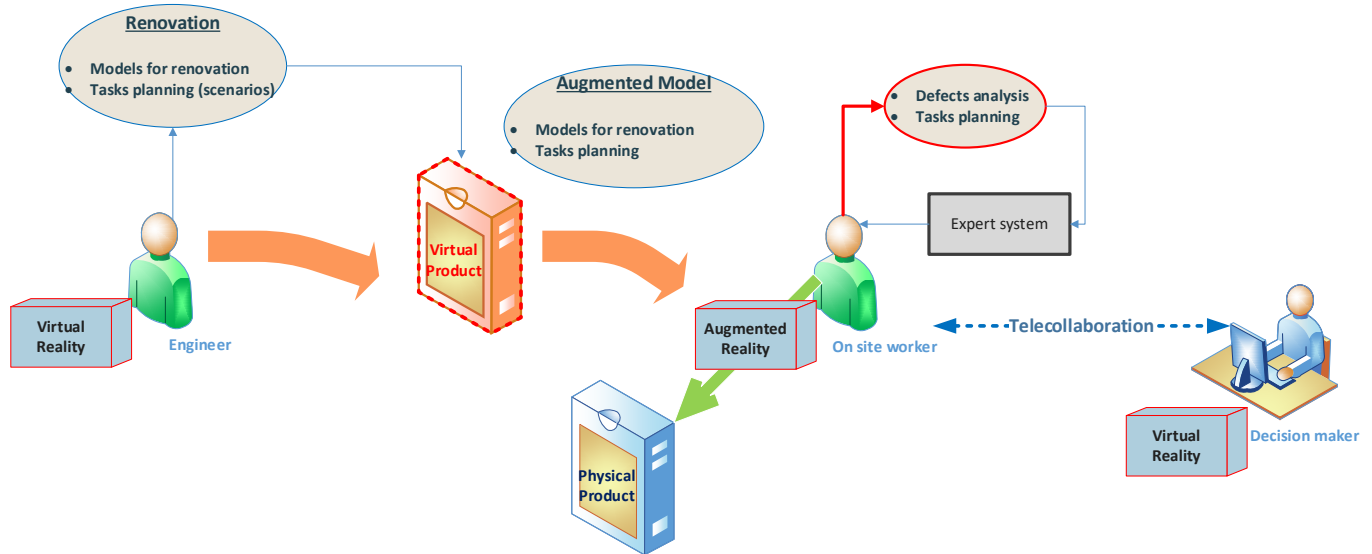 Renovation
• Models for renovation
• Tasks planning (scenarios)
Augmented Model
• Models for renovation
• Tasks planning
• Defects analysis
• Tasks planning
Expert system
Virtual
Product
Virtual
Reality
Engineer
Augmented
Reality
On site worker
Telecollaboration
Physical
Product
Virtual
Reality
Decision maker